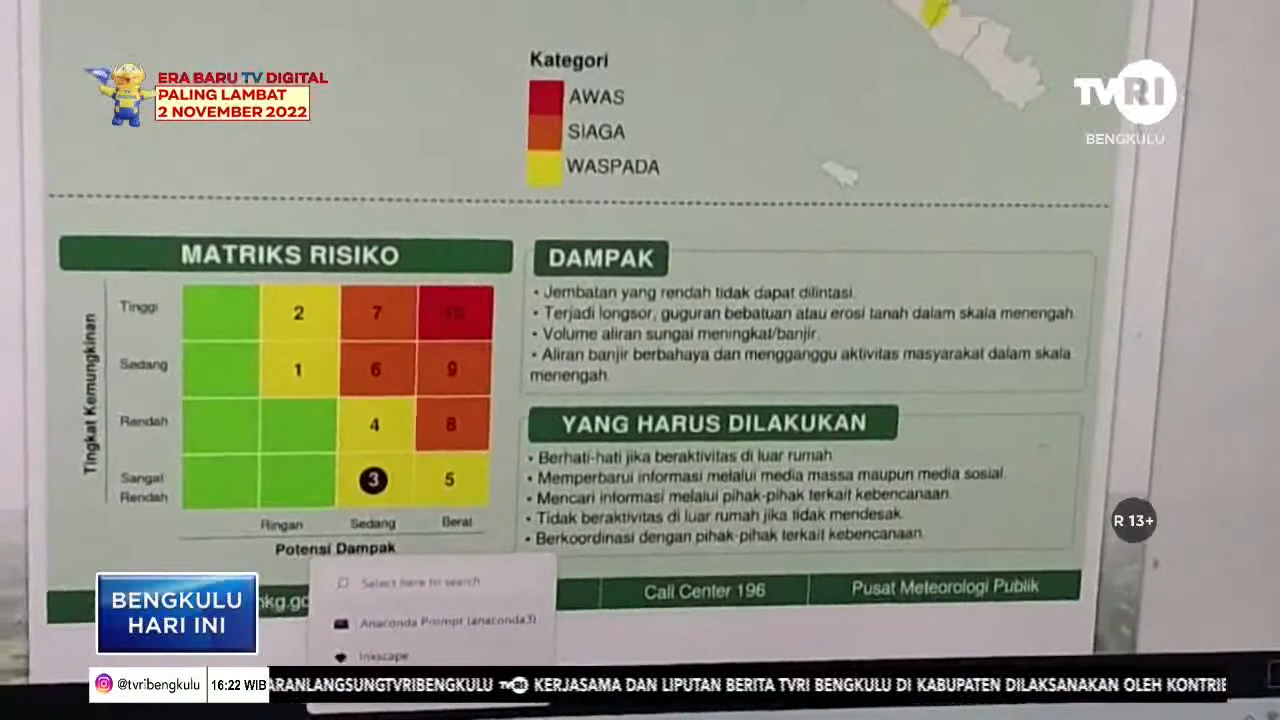 ERA BARU TV DIGITAL
PALING LAMBAT
2 NOVEMBER 2022
TVRI
BENGKULU
Kategori
AWAS
SIAGA
WASPADA
MATRIKS RISIKO
Tingkat Kemungkinan
Tinggi
2 7 10
Sedang
1 6 9
Rendah
4 8
Sangat
Rendah
3 5
Ringan Sedang Berat
Potensi Dampak
DAMPAK
• Jembatan yang rendah tidak dapat dilintasi.
• Terjadi longsor, guguran bebatuan atau erosi tanah dalam skala menengah.
• Volume aliran sungai meningkat/banjir.
• Aliran banjir berbahaya dan mengganggu aktivitas masyarakat dalam skala
menengah.
YANG HARUS DILAKUKAN
• Berhati-hati jika beraktivitas di luar rumah
• Memperbarui informasi melalui media massa maupun media sosial.
• Mencari informasi melalui pihak-pihak terkait kebencanaan.
• Tidak beraktivitas di luar rumah jika tidak mendesak.
• Berkoordinasi dengan pihak-pihak terkait kebencanaan.
R 13+
Call Center 196
Pusat Meteorologi Publik
Select here to search
Anaconda Prompt (anaconda3)
Inkscape
BENGKULU
HARI INI
@tvribengkulu 16:22 WIB ARANLANGSUNGTVRIBENGKULU TVRI KERJASAMA DAN LIPUTAN BERITA TVRI BENGKULU DI KABUPATEN DILAKSANAKAN OLEH KONTRIB